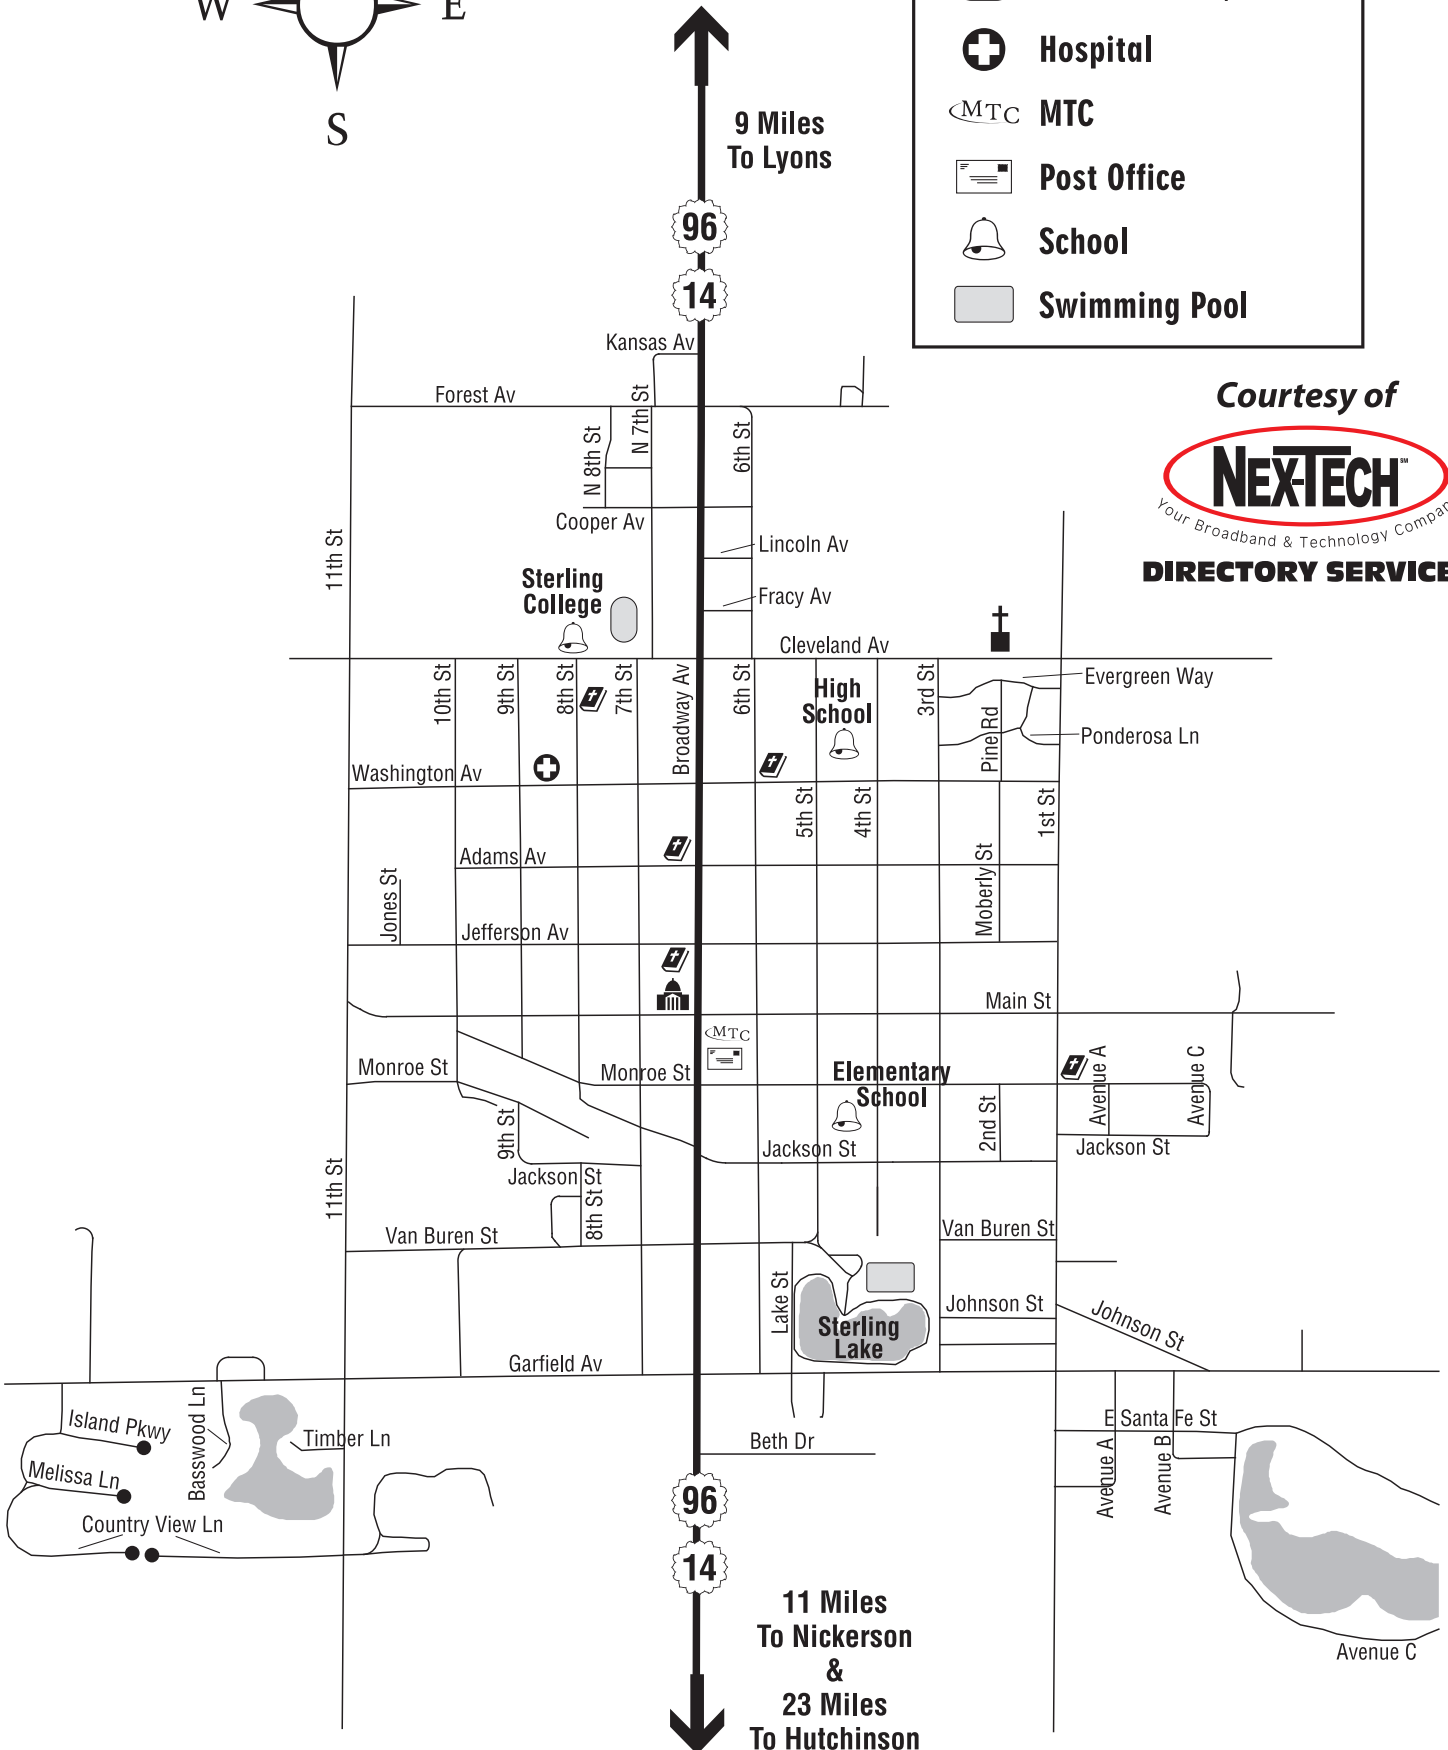 W
E
S
9 Miles
To Lyons
Hospital
MTC
MTC
Post Office
School
Swimming Pool
96
14
Courtesy of
NEX-TECH
SM
Your Broadband & Technology Compan
DIRECTORY SERVICE
Kansas Av
Forest Av
N 7th St
N 8th St
6th St
Cooper Av
Lincoln Av
11th St
Sterling
College
Fracy Av
Cleveland Av
10th St
9th St
8th St
7th St
Broadway Av
6th St
High
School
3rd St
Evergreen Way
Pine Rd
Ponderosa Ln
Washington Av
5th St
4th St
1st St
Adams Av
Jones St
Moberly St
Jefferson Av
Main St
MTC
Monroe St
Monroe St
Elementary
School
Avenue A
Avenue C
9th St
2nd St
Jackson St
Jackson St
Jackson St
11th St
8th St
Van Buren St
Van Buren St
Lake St
Johnson St
Johnson St
Sterling
Lake
Garfield Av
Island Pkwy
Basswood Ln
Timber Ln
Beth Dr
E Santa Fe St
Melissa Ln
Avenue A
Avenue B
Country View Ln
96
14
11 Miles
To Nickerson
&
23 Miles
To Hutchinson
Avenue C